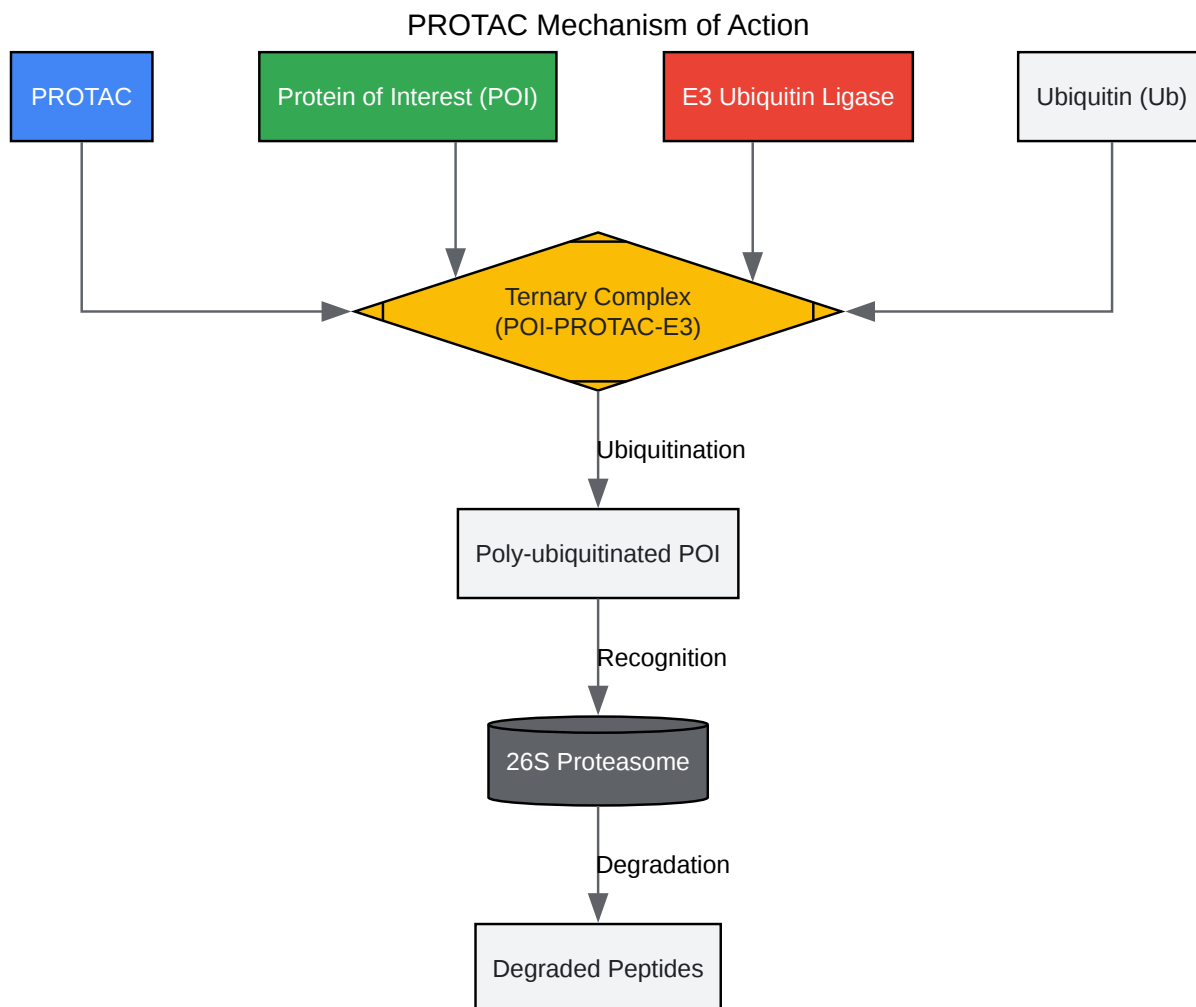 PROTAC Mechanism of Action
PROTAC
Protein of Interest (POI)
E3 Ubiquitin Ligase
Ubiquitin (Ub)
Ternary Complex
(POI-PROTAC-E3)
Ubiquitination
Poly-ubiquitinated POI
Recognition
26S Proteasome
Degradation
Degraded Peptides